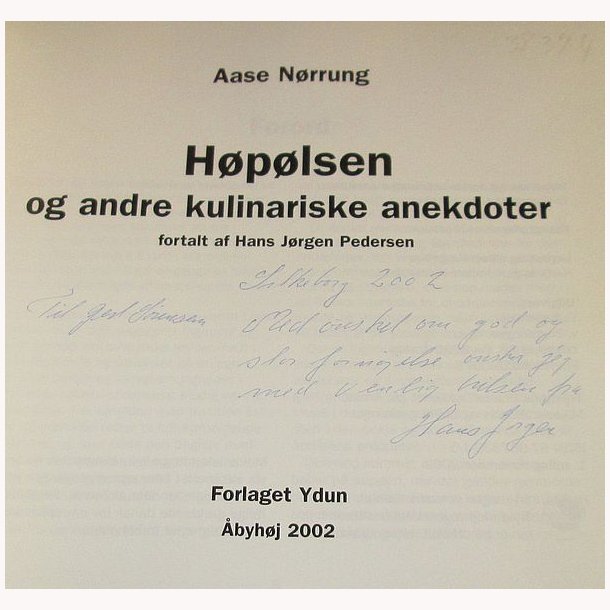 Aase Nørrung
Høpølsen
og andre kulinariske anekdoter
fortalt af Hans Jørgen Pedersen
Silkeborg 2002
Til
Med ønsket om god og
stor fornøjelse ønsker jeg
med venlig hilsen fra
Hans Jørgen
Forlaget Ydun
Åbyhøj 2002